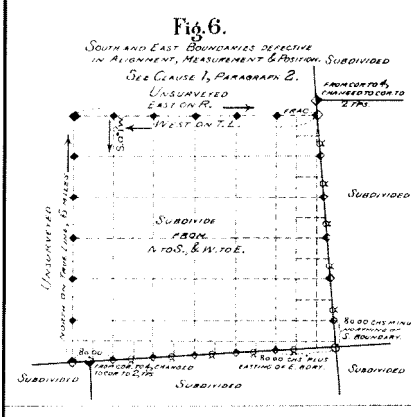 Fig. 6.
SOUTH AND EAST BOUNDARIES DEFECTIVE
IN ALIGNMENT, MEASUREMENT & POSITION.
SEE CLAUSE 1, PARAGRAPH 2.
SUBDIVIDED
UNSURVEYED
EAST ON R.
WEST ON T.L.
FRAC.
FROM COR TO 4,
CHANGED TO COR TO
2 TPS.
S.O.I.M.
UNSURVEYED
NORTH ON TRUE LINE, 6 MILES
SUBDIVIDE
FROM
N TO S., & W. TO E.
SUBDIVIDED
80.00 CHS MINUS
NORTHING OF
S. BOUNDARY.
80.00
FROM COR TO 4, CHANGED
TO COR TO 2, TPS
80.00 CHS PLUS
EASTING OF E. BDRY.
SUBDIVIDED
SUBDIVIDED
SUBDIVIDED